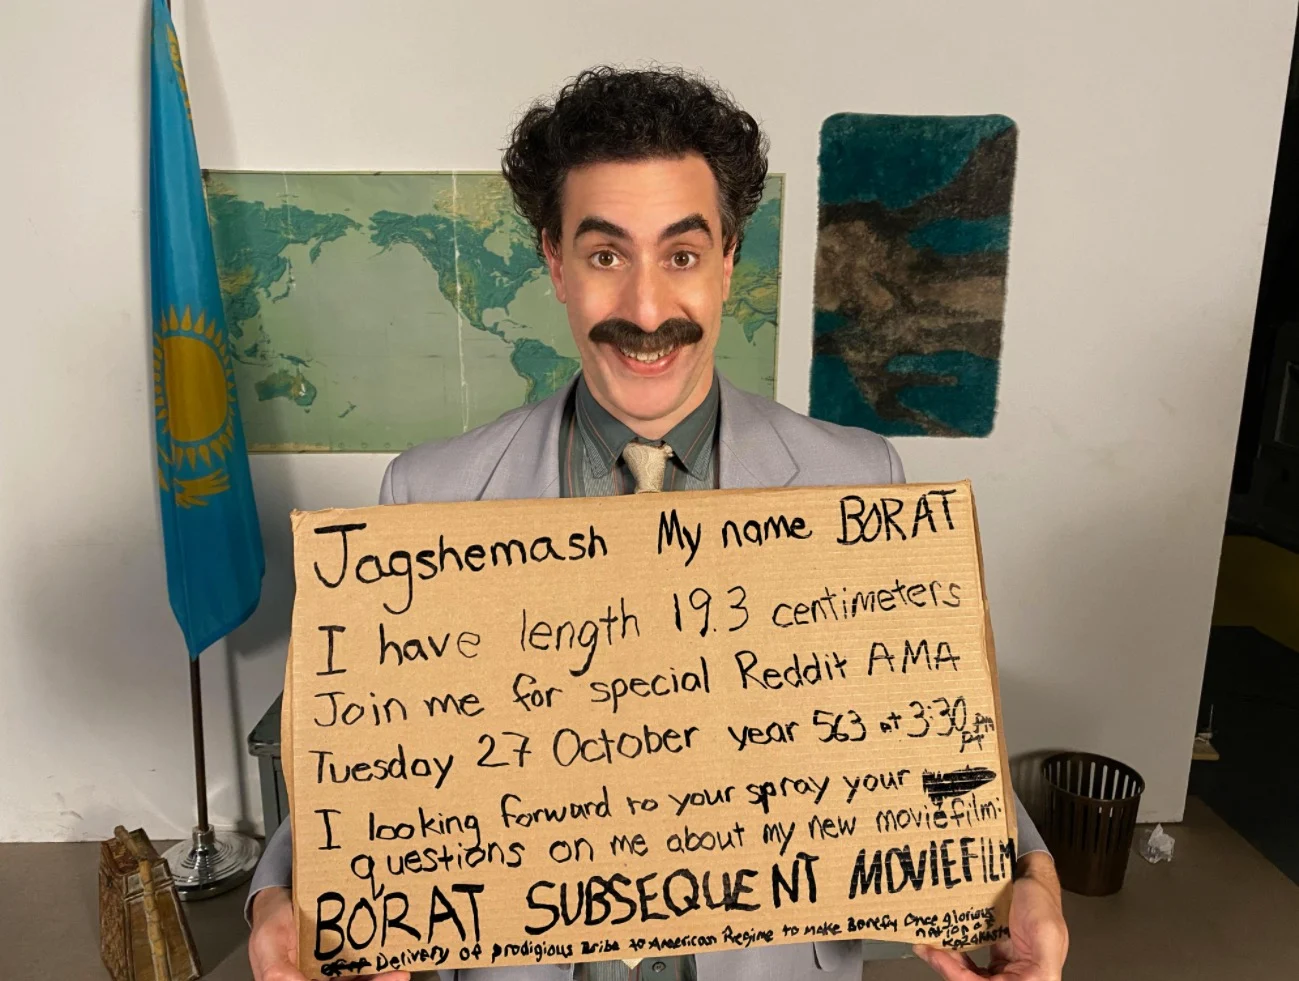 Jagshemash My name BORAT
I have length 19.3 centimeters
Join me for special Reddit AMA
Tuesday 27 October year 563 at 3:30 pm PT
I looking forward to your spray your
questions on me about my new moviefilm:
BORAT SUBSEQUENT MOVIEFILM
Delivery of prodigious Bribe to American Regime to make Benefit Once glorious
nation of
Kazakhstan